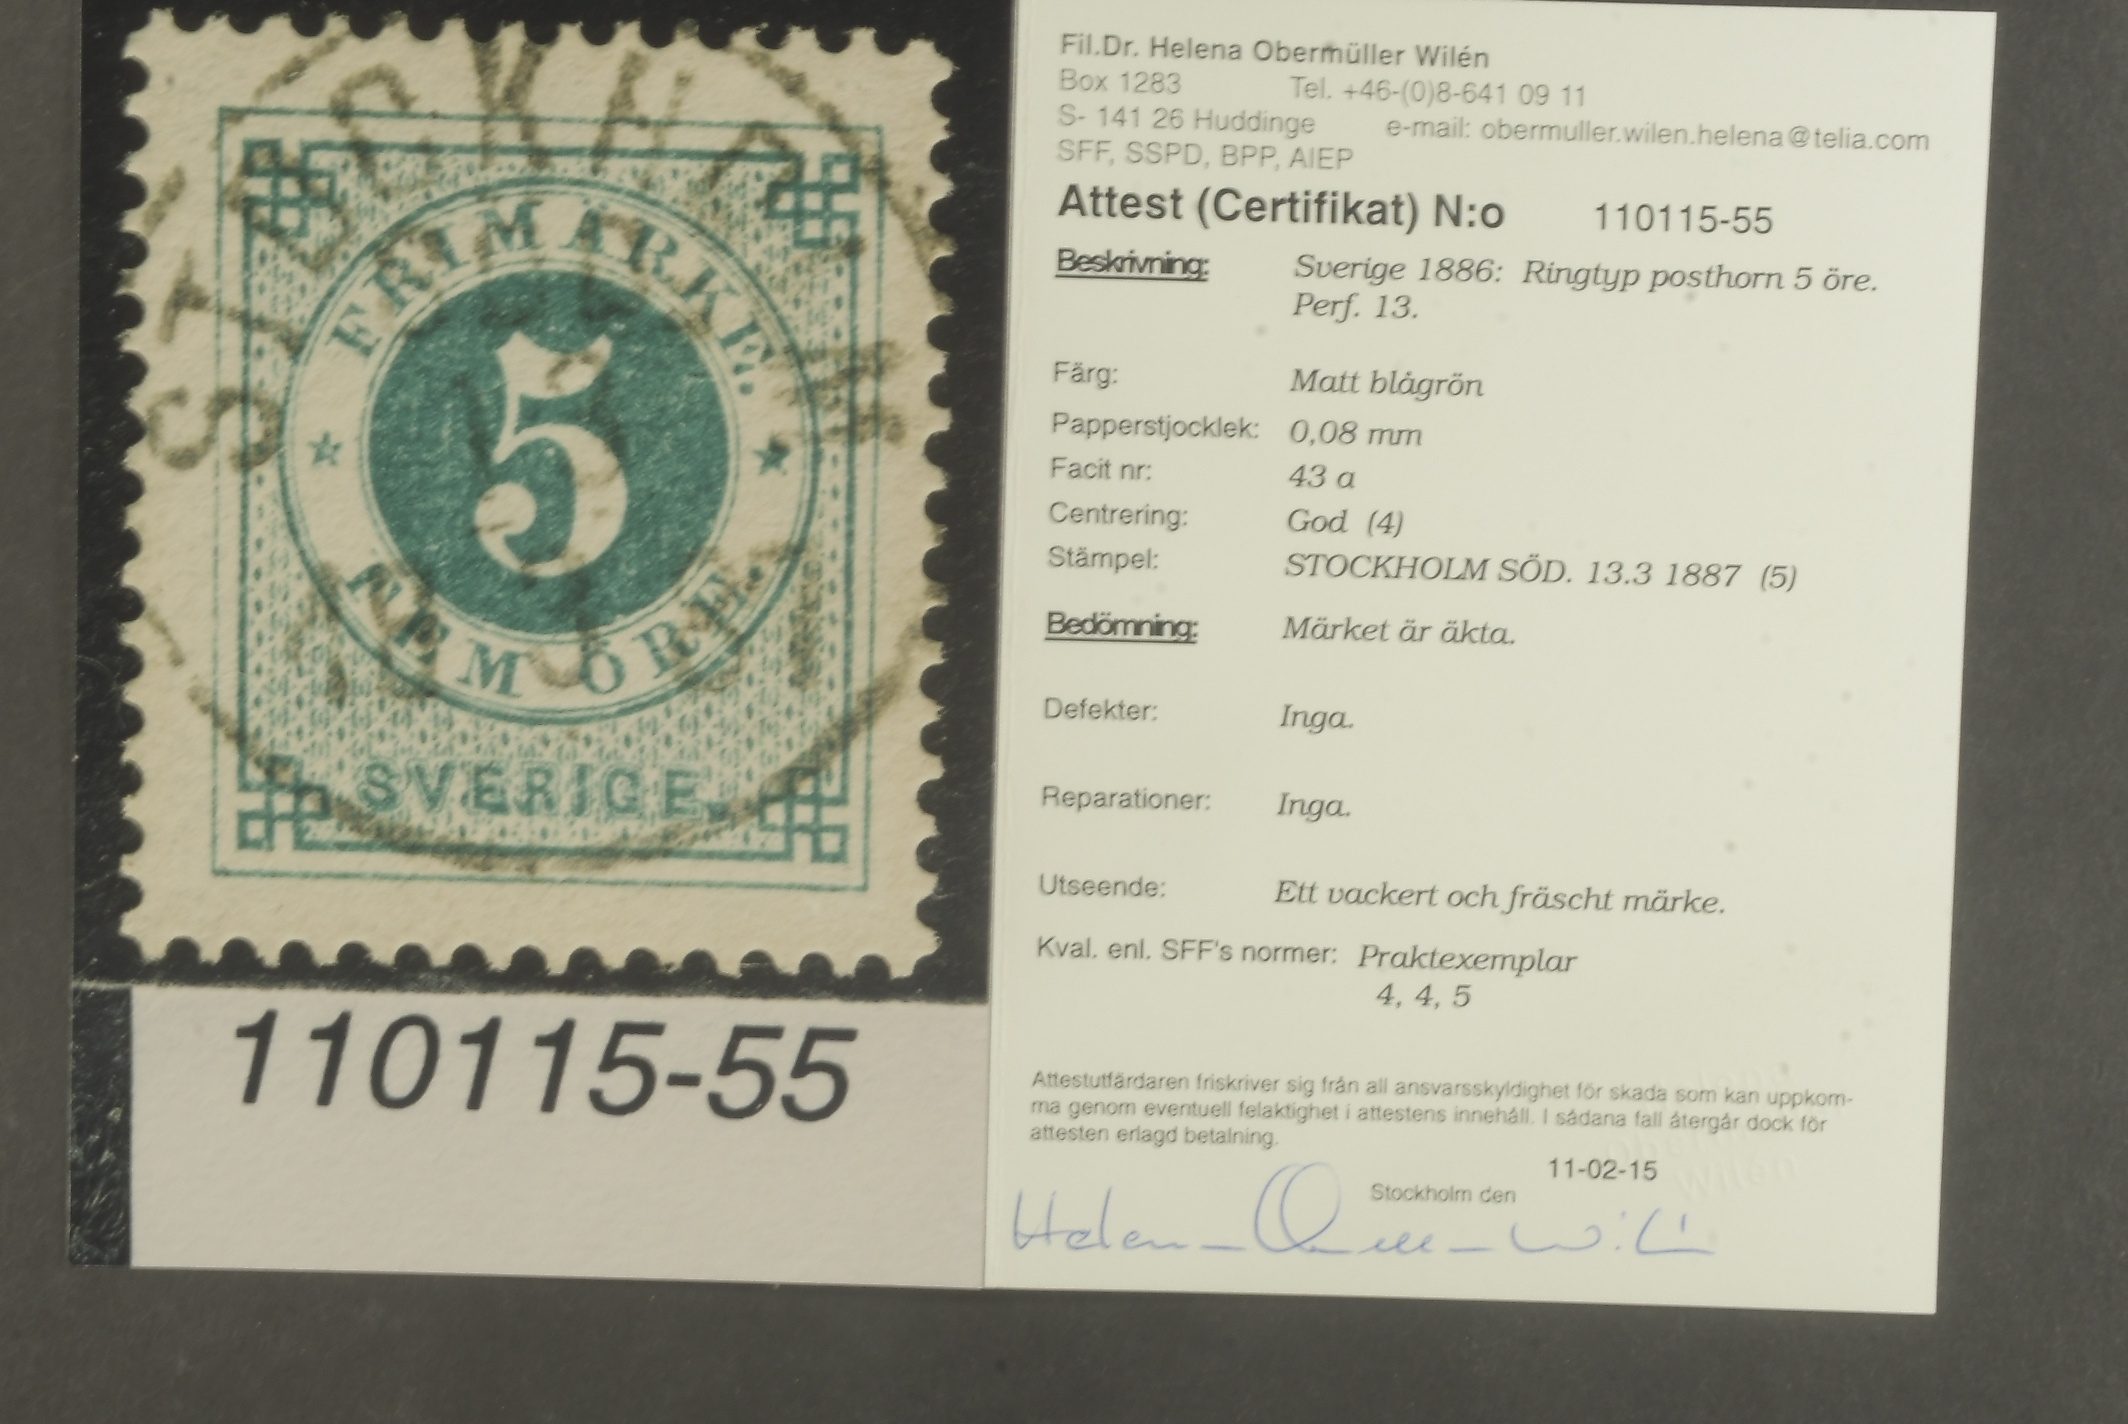 STOCKHOLM
FRIMÄRKE.
5
FEM ÖRE.
SVERIGE.
110115-55
Fil.Dr. Helena Obermüller Wilén
Box 1283 Tel. +46-(0)8-641 09 11
S- 141 26 Huddinge e-mail: obermuller.wilen.helena@telia.com
SFF, SSPD, BPP, AIEP
Attest (Certifikat) N:o 110115-55
Beskrivning: Sverige 1886: Ringtyp posthorn 5 öre.
Perf. 13.
Färg: Matt blågrön
Papperstjocklek: 0,08 mm
Facit nr: 43 a
Centrering: God (4)
Stämpel: STOCKHOLM SÖD. 13.3 1887 (5)
Bedömning: Märket är äkta.
Defekter: Inga.
Reparationer: Inga.
Utseende: Ett vackert och fräscht märke.
Kval. enl. SFF's normer: Praktexemplar
4, 4, 5
Attestutfärdaren friskriver sig från all ansvarsskyldighet för skada som kan uppkom-
ma genom eventuell felaktighet i attestens innehåll. I sådana fall återgår dock för
attesten erlagd betalning.
11-02-15
Stockholm den